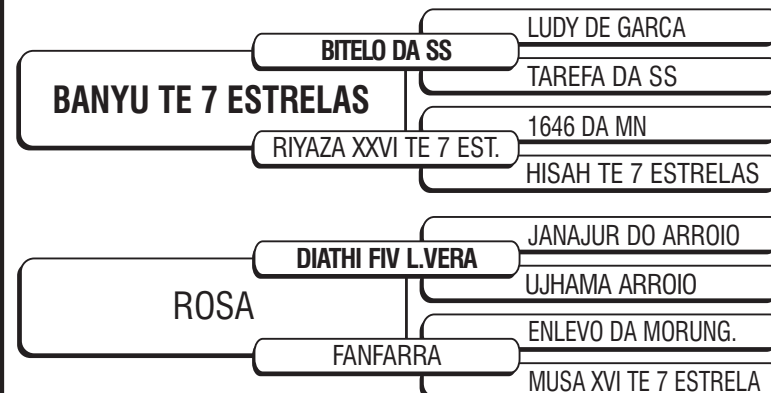 LUDY DE GARCA
BITELO DA SS
TAREFA DA SS
BANYU TE 7 ESTRELAS
1646 DA MN
RIYAZA XXVI TE 7 EST.
HISAH TE 7 ESTRELAS
JANAJUR DO ARROIO
DIATHI FIV L.VERA
UJHAMA ARROIO
ROSA
ENLEVO DA MORUNG.
FANFARRA
MUSA XVI TE 7 ESTRELA